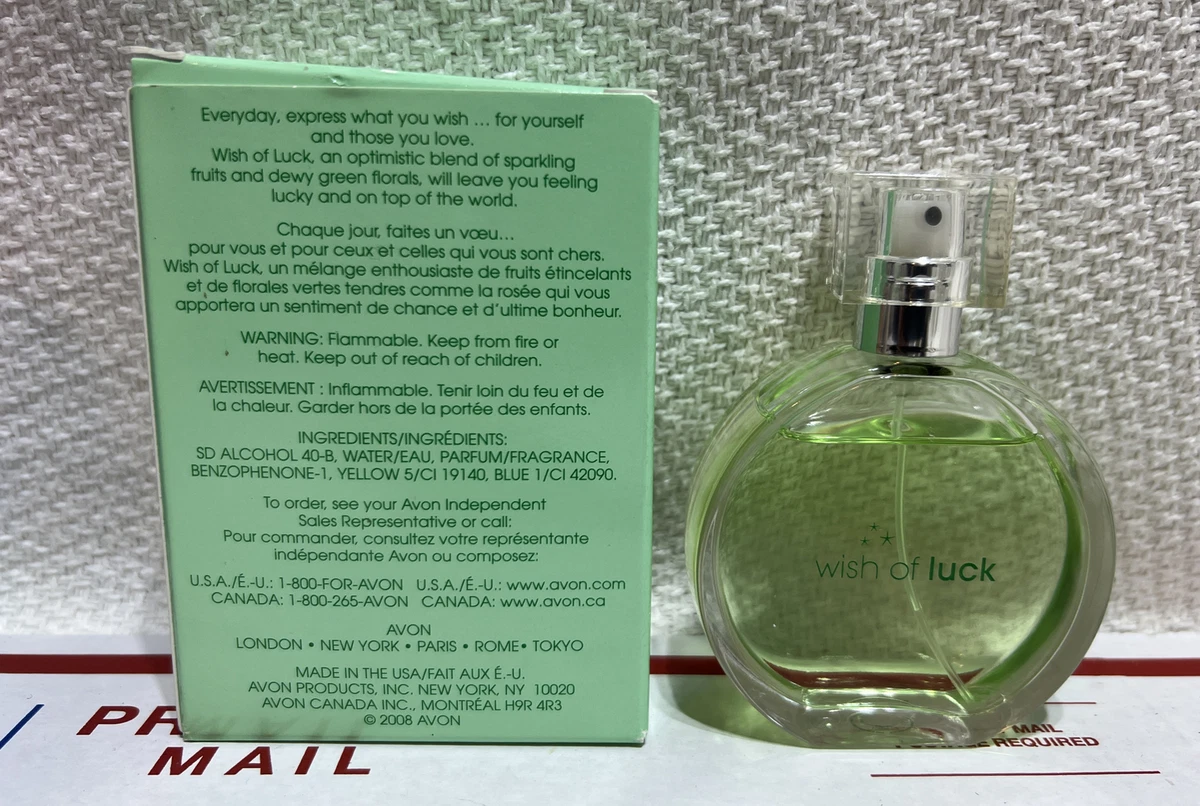 Everyday, express what you wish ... for yourself
and those you love.
Wish of Luck, an optimistic blend of sparkling
fruits and dewy green florals, will leave you feeling
lucky and on top of the world.
Chaque jour, faites un vœu...
pour vous et pour ceux et celles qui vous sont chers.
Wish of Luck, un mélange enthousiaste de fruits étincelants
et de florales vertes tendres comme la rosée qui vous
apportera un sentiment de chance et d'ultime bonheur.
WARNING: Flammable. Keep from fire or
heat. Keep out of reach of children.
AVERTISSEMENT : Inflammable. Tenir loin du feu et de
la chaleur. Garder hors de la portée des enfants.
INGREDIENTS/INGRÉDIENTS:
SD ALCOHOL 40-B, WATER/EAU, PARFUM/FRAGRANCE,
BENZOPHENONE-1, YELLOW 5/CI 19140, BLUE 1/CI 42090.
To order, see your Avon Independent
Sales Representative or call:
Pour commander, consultez votre représentante
indépendante Avon ou composez:
U.S.A./É.-U.: 1-800-FOR-AVON U.S.A./É.-U.: www.avon.com
CANADA: 1-800-265-AVON CANADA: www.avon.ca
AVON
LONDON • NEW YORK • PARIS • ROME• TOKYO
MADE IN THE USA/FAIT AUX É.-U.
AVON PRODUCTS, INC. NEW YORK, NY 10020
AVON CANADA INC., MONTRÉAL H9R 4R3
© 2008 AVON
wish of luck
MAIL
MAIL
REQUIRED